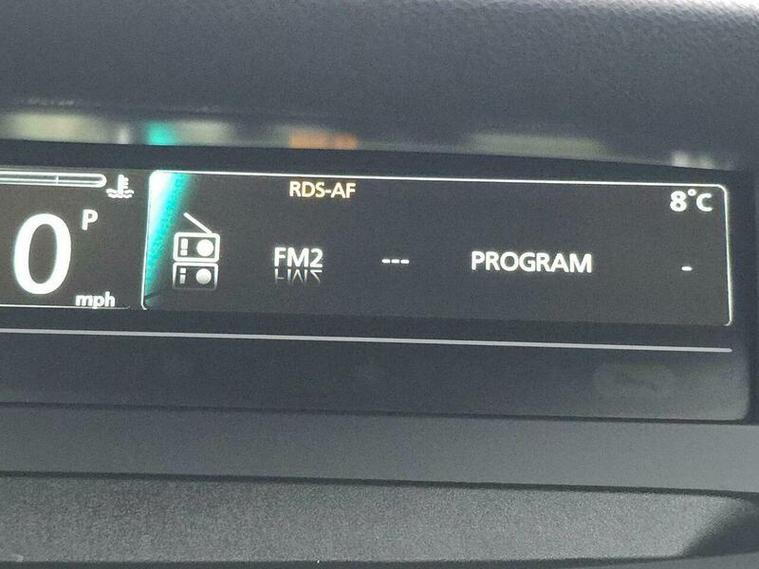 RDS-AF
8°C
0 P
mph
FM2 --- PROGRAM -